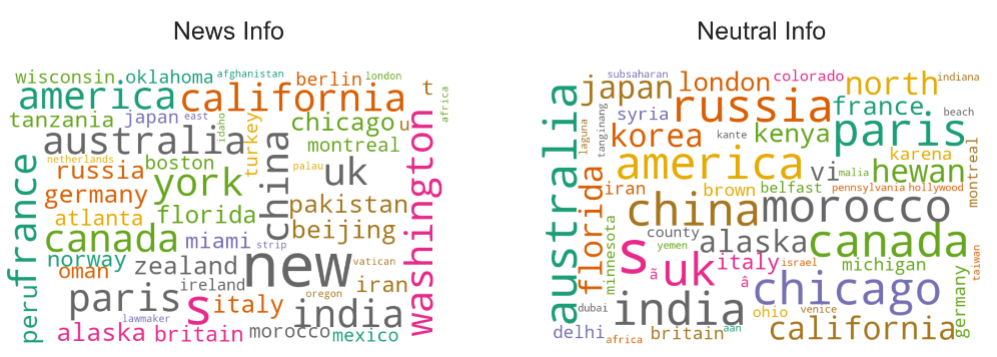 News Info
wisconsin oklahoma afghanistan berlin london
america california t africa
tanzania japan east idaho turkey chicago u
australia china montreal
netherlands boston palau uk
russia york
germany pakistan
atlanta florida beijing
canada miami strip
norway zealand new vatican
oman ireland iran
paris s italy oregon india
lawmaker
alaska britain morocco mexico
peru france washington
Neutral Info
subsaharan london colorado north indiana
japan russia france beach
syria paris
laguna tanginang korea kante kenya
america karena
vi malia hewan montreal
iran brown belfast pennsylvania hollywood
china morocco
australia florida minnesota county alaska canada
s yemen italy israel michigan taiwan
ã uk â chicago germany
dubai india ohio venice
delhi africa britain aan california